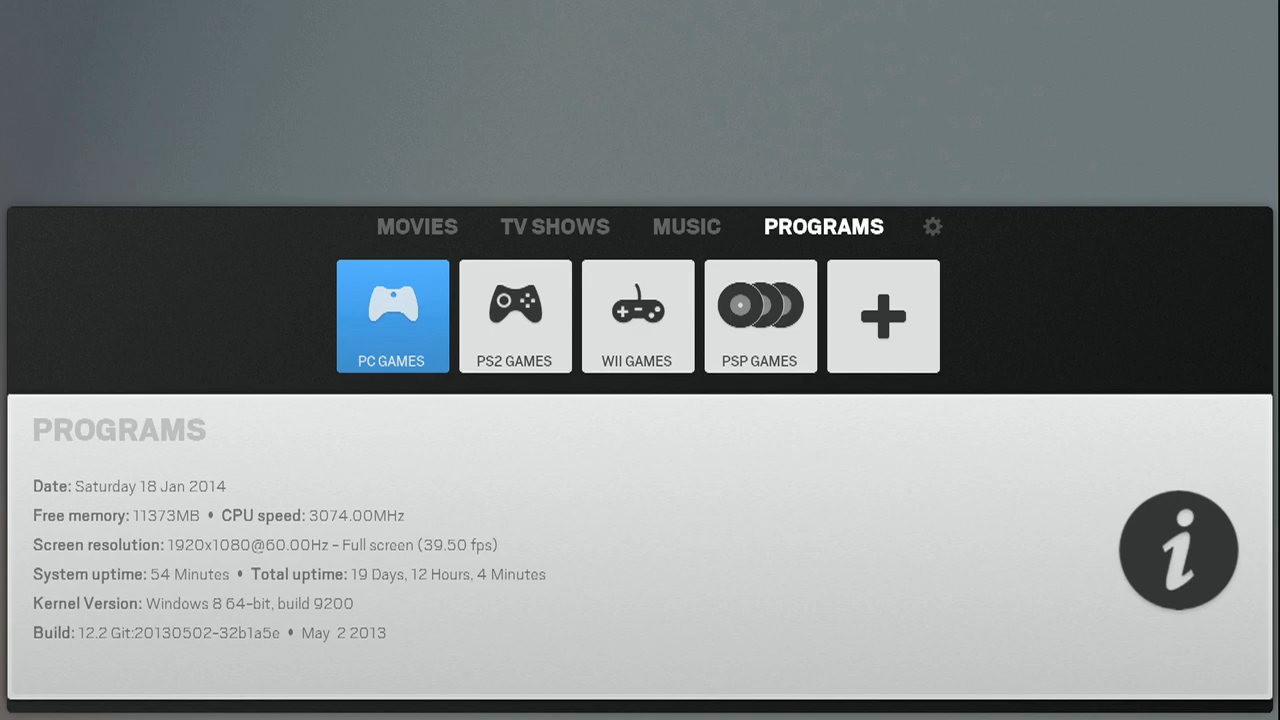 MOVIES TV SHOWS MUSIC PROGRAMS
PC GAMES PS2 GAMES WII GAMES PSP GAMES
PROGRAMS
Date: Saturday 18 Jan 2014
Free memory: 11373MB • CPU speed: 3074.00MHz
Screen resolution: 1920x1080@60.00Hz - Full screen (39.50 fps)
System uptime: 54 Minutes • Total uptime: 19 Days, 12 Hours, 4 Minutes
Kernel Version: Windows 8 64-bit, build 9200
Build: 12.2 Git:20130502-32b1a5e • May 2 2013